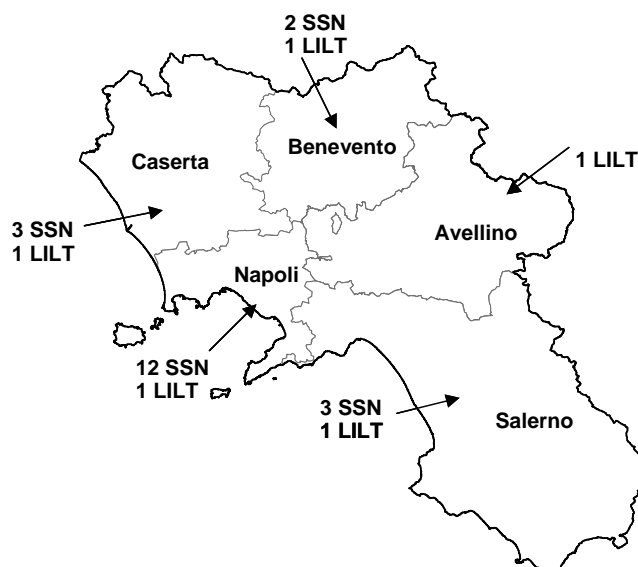 2 SSN
1 LILT
Benevento
Caserta
1 LILT
3 SSN
1 LILT
Avellino
Napoli
12 SSN
1 LILT
3 SSN
1 LILT
Salerno